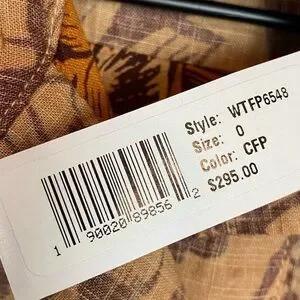 Style: WTFP6548
Size: 0
Color: CFP
$295.00
1 90020 89856 2